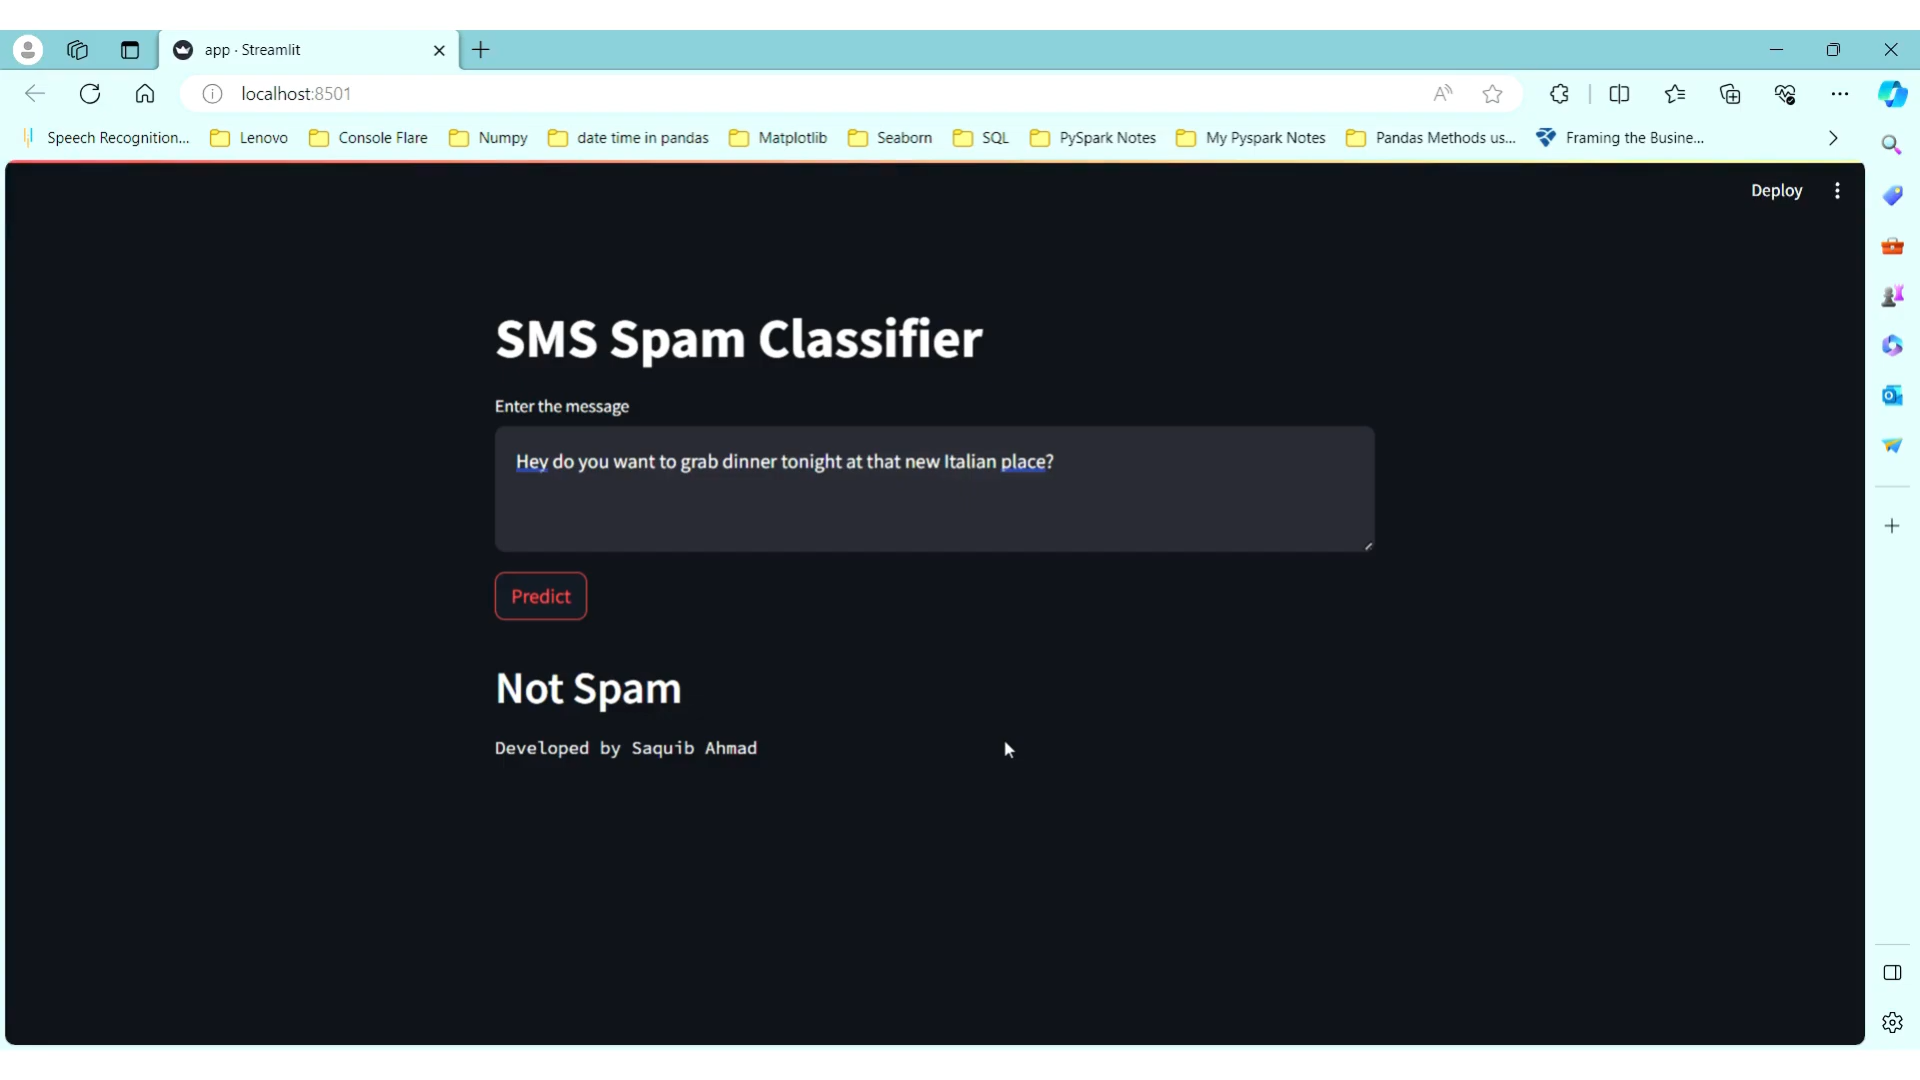 app · Streamlit
localhost:8501
Speech Recognition... Lenovo Console Flare Numpy date time in pandas Matplotlib Seaborn SQL PySpark Notes My Pyspark Notes Pandas Methods us... Framing the Busine...
Deploy
SMS Spam Classifier
Enter the message
Hey do you want to grab dinner tonight at that new Italian place?
Predict
Not Spam
Developed by Saquib Ahmad